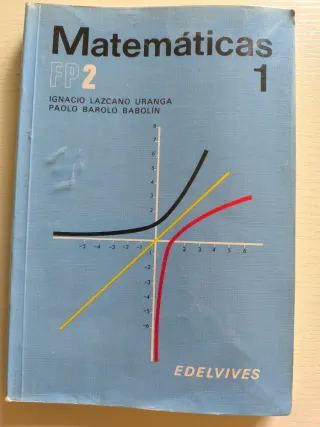 Matemáticas
FP2 1
IGNACIO LAZCANO URANGA
PAOLO BAROLO BABOLÍN
EDELVIVES